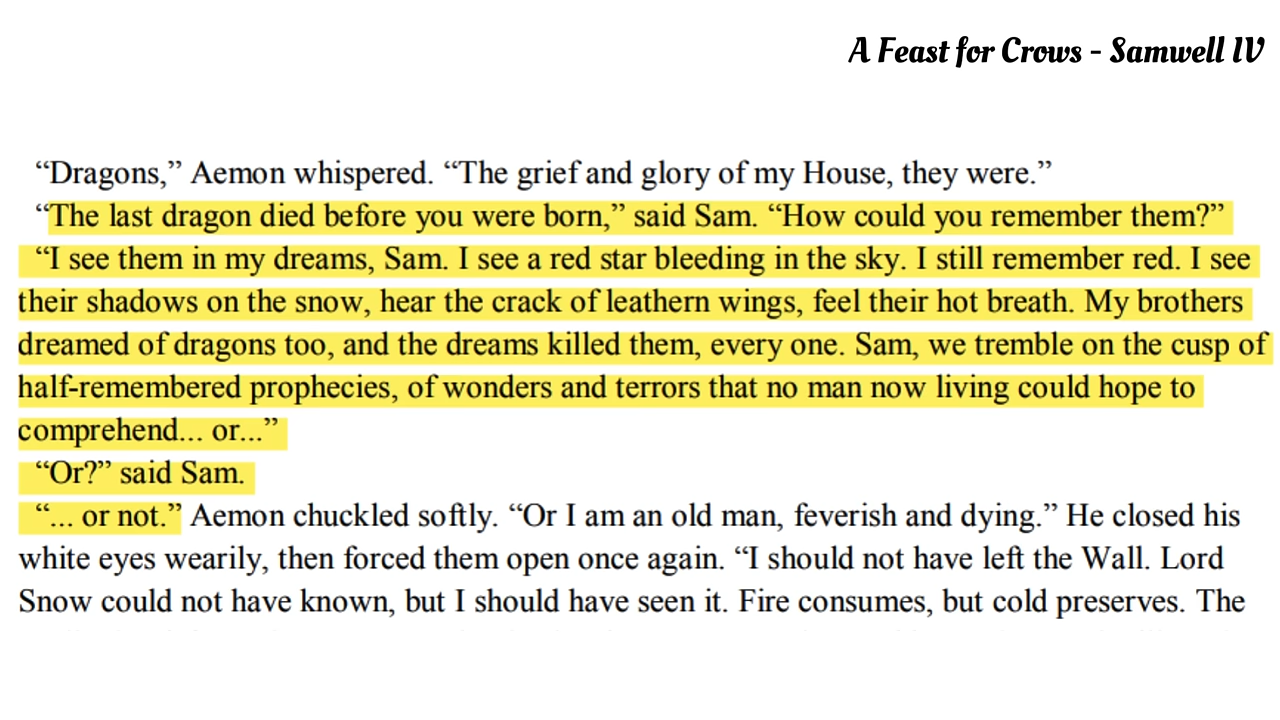 A Feast for Crows - Samwell IV
“Dragons,” Aemon whispered. “The grief and glory of my House, they were.”
“The last dragon died before you were born,” said Sam. “How could you remember them?”
“I see them in my dreams, Sam. I see a red star bleeding in the sky. I still remember red. I see
their shadows on the snow, hear the crack of leathern wings, feel their hot breath. My brothers
dreamed of dragons too, and the dreams killed them, every one. Sam, we tremble on the cusp of
half-remembered prophecies, of wonders and terrors that no man now living could hope to
comprehend... or...”
“Or?” said Sam.
“... or not.” Aemon chuckled softly. “Or I am an old man, feverish and dying.” He closed his
white eyes wearily, then forced them open once again. “I should not have left the Wall. Lord
Snow could not have known, but I should have seen it. Fire consumes, but cold preserves. The